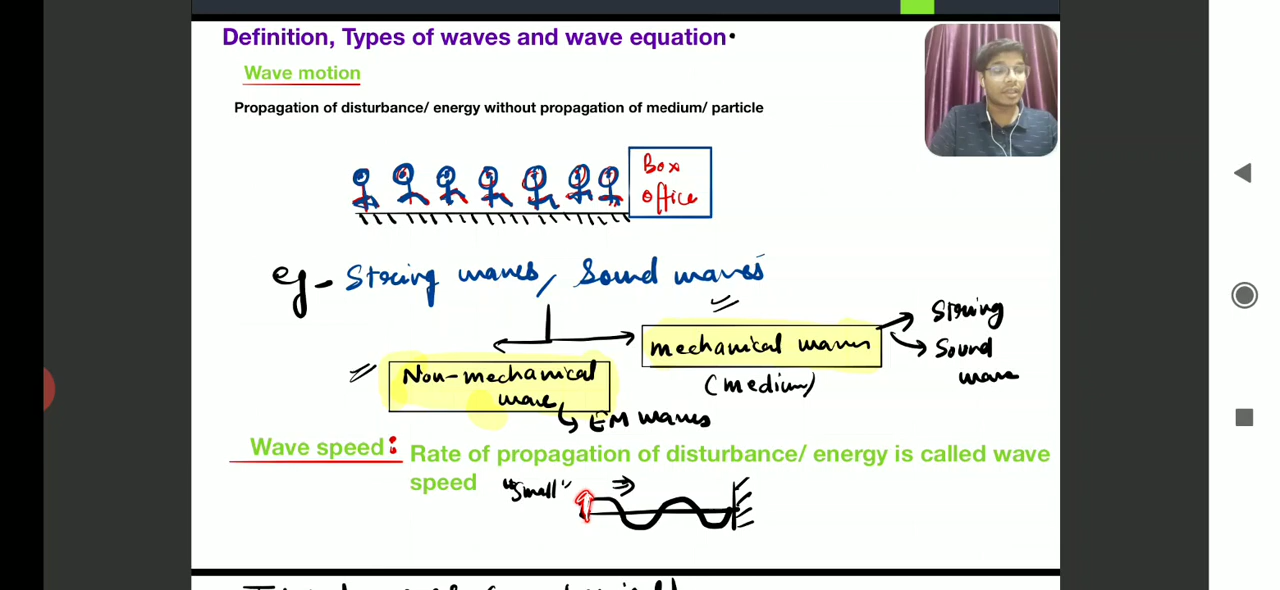 Definition, Types of waves and wave equation
Wave motion
Propagation of disturbance/ energy without propagation of medium/ particle
Box
office
eg - String waves, Sound waves
String
mechanical waves
Sound
wave
Non-mechanical
wave
(medium)
EM waves
Wave speed: Rate of propagation of disturbance/ energy is called wave
speed
"Small"